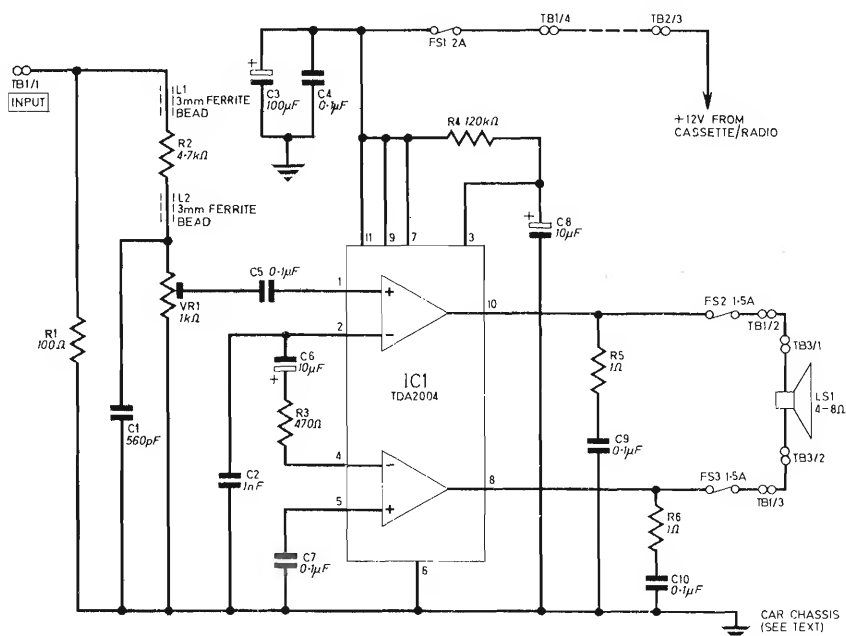 TB1/1
INPUT
L1
3mm FERRITE
BEAD
R2
4·7kΩ
L2
3mm FERRITE
BEAD
C3
100µF
C4
0·1µF
FS1 2A
TB1/4
TB2/3
+12V FROM
CASSETTE/RADIO
R4 120kΩ
11
9
7
3
C8
10µF
C5 0·1µF
VR1
1kΩ
R1
100Ω
1
2
C6
10µF
R3
470Ω
IC1
TDA2004
10
FS2 1·5A
TB1/2
TB3/1
R5
1Ω
LS1
4-8Ω
C1
560pF
C9
0·1µF
TB3/2
C2
1nF
4
5
8
FS3 1·5A
TB1/3
R6
1Ω
C7
0·1µF
6
C10
0·1µF
CAR CHASSIS
(SEE TEXT)